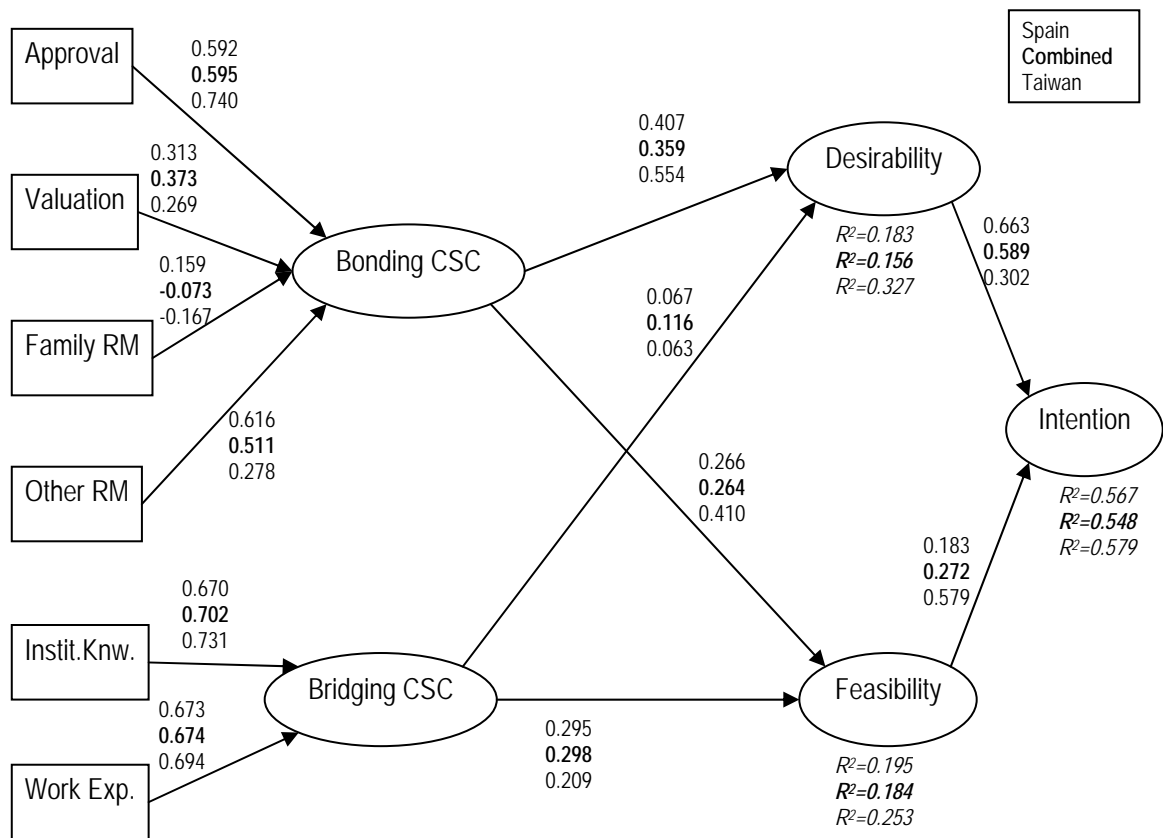 Spain
Combined
Taiwan
Approval
0.592
0.595
0.740
Valuation
0.313
0.373
0.269
Family RM
0.159
-0.073
-0.167
Other RM
0.616
0.511
0.278
Bonding CSC
0.407
0.359
0.554
Desirability
R²=0.183
R²=0.156
R²=0.327
0.663
0.589
0.302
0.067
0.116
0.063
0.266
0.264
0.410
Intention
R²=0.567
R²=0.548
R²=0.579
0.183
0.272
0.579
Instit.Knw.
0.670
0.702
0.731
Work Exp.
0.673
0.674
0.694
Bridging CSC
0.295
0.298
0.209
Feasibility
R²=0.195
R²=0.184
R²=0.253